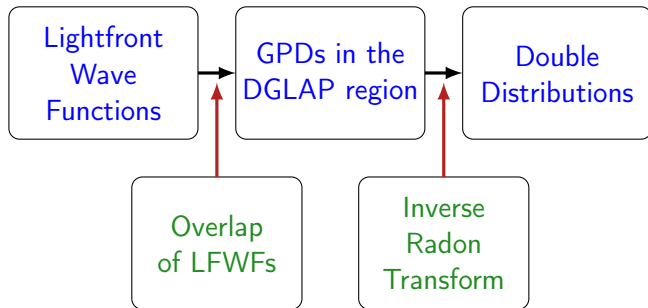 Lightfront
Wave
Functions
GPDs in the
DGLAP region
Double
Distributions
Overlap
of LFWFs
Inverse
Radon
Transform